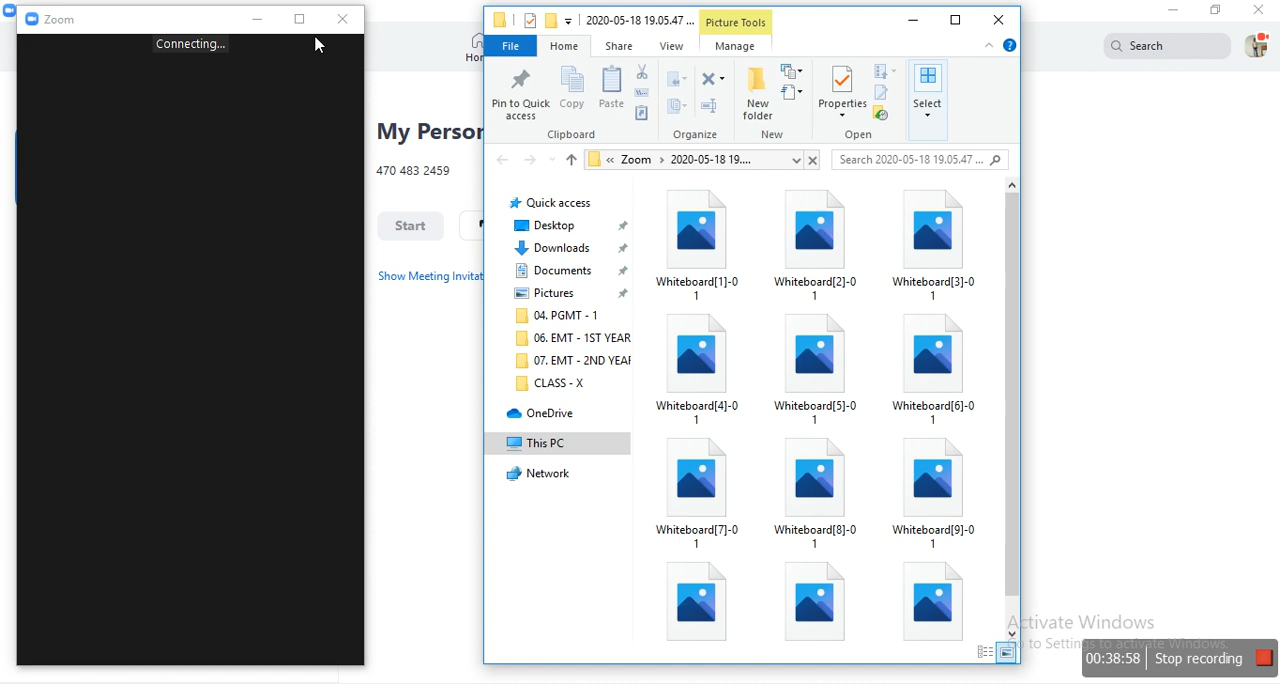 Zoom
Connecting...
Hor
Search
My Person
470 483 2459
Start
Show Meeting Invitat
2020-05-18 19.05.47 ...
Picture Tools
File
Home
Share
View
Manage
Pin to Quick access
Copy
Paste
Clipboard
Organize
New folder
New
Properties
Open
Select
« Zoom > 2020-05-18 19....
Search 2020-05-18 19.05.47 ...
Quick access
Desktop
Downloads
Documents
Pictures
04. PGMT - 1
06. EMT - 1ST YEAR
07. EMT - 2ND YEAR
CLASS - X
OneDrive
This PC
Network
Whiteboard[1]-0
1
Whiteboard[2]-0
1
Whiteboard[3]-0
1
Whiteboard[4]-0
1
Whiteboard[5]-0
1
Whiteboard[6]-0
1
Whiteboard[7]-0
1
Whiteboard[8]-0
1
Whiteboard[9]-0
1
Activate Windows
Go to Settings to activate Windows.
00:38:58
Stop recording